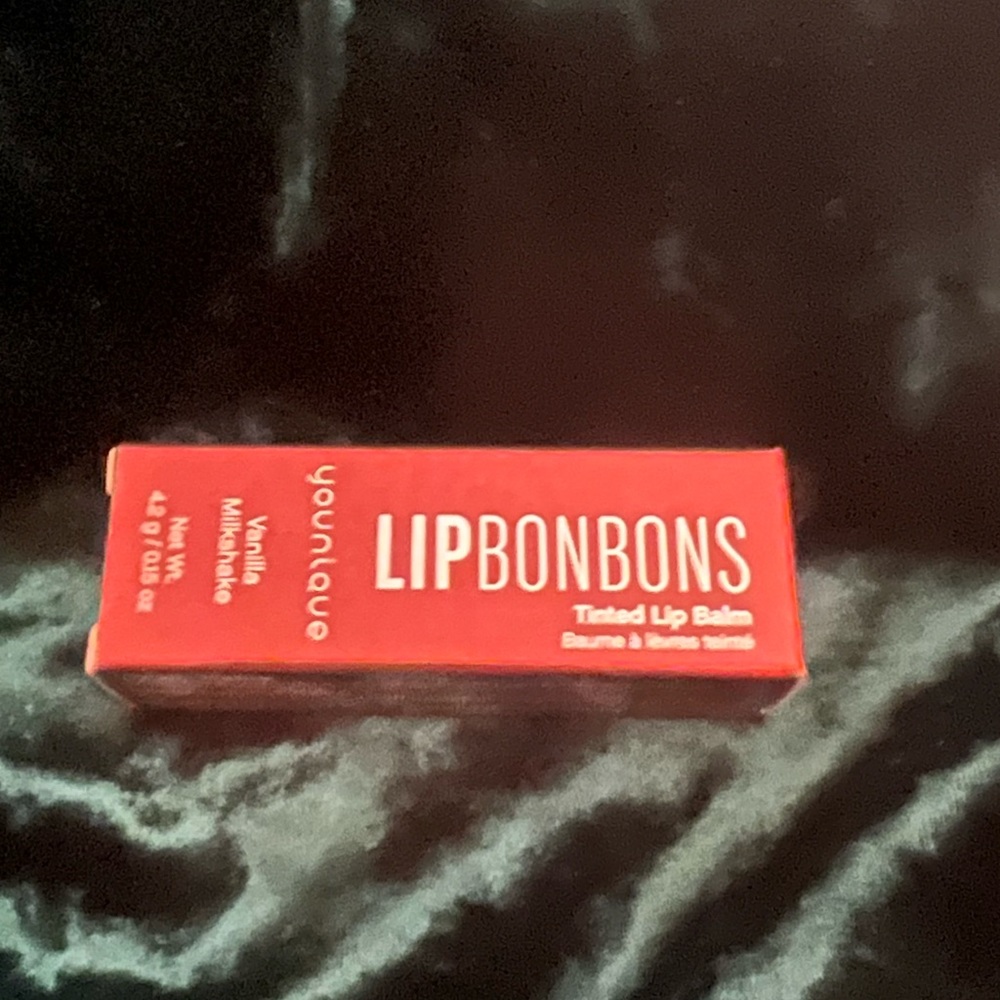 LIPBONBONS
Tinted Lip Balm
Baume à lèvres teinté
younique
Vanilla
Milkshake
Net Wt.
4.2 g / 0.15 oz